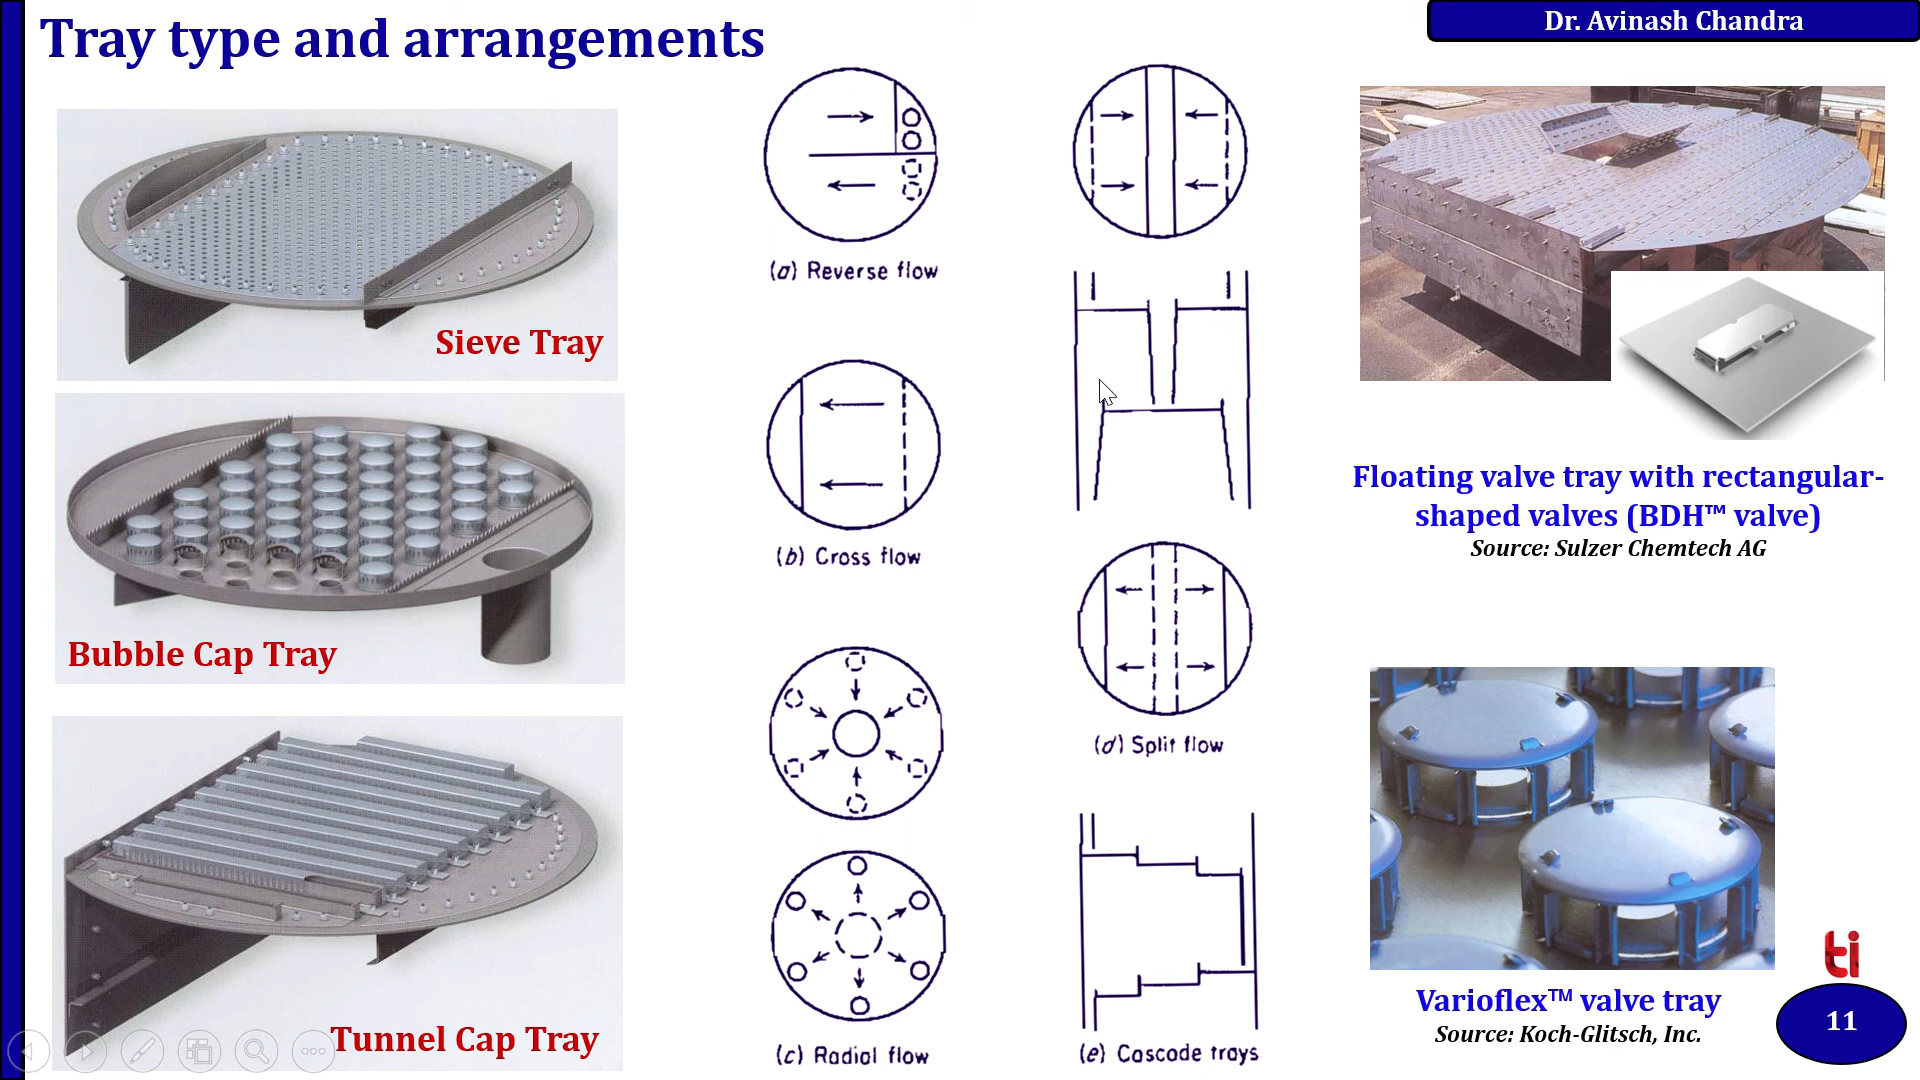 Tray type and arrangements
Dr. Avinash Chandra
Sieve Tray
Bubble Cap Tray
Tunnel Cap Tray
(a) Reverse flow
(b) Cross flow
(c) Radial flow
(d) Split flow
(e) Cascade trays
Floating valve tray with rectangular-
shaped valves (BDH™ valve)
Source: Sulzer Chemtech AG
Varioflex™ valve tray
Source: Koch-Glitsch, Inc.
ti
11